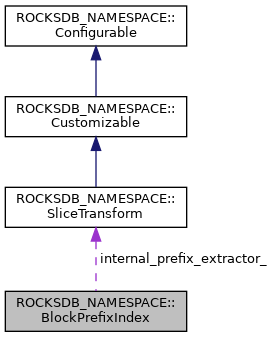 ROCKSDB_NAMESPACE::
Configurable
ROCKSDB_NAMESPACE::
Customizable
ROCKSDB_NAMESPACE::
SliceTransform
internal_prefix_extractor_
ROCKSDB_NAMESPACE::
BlockPrefixIndex